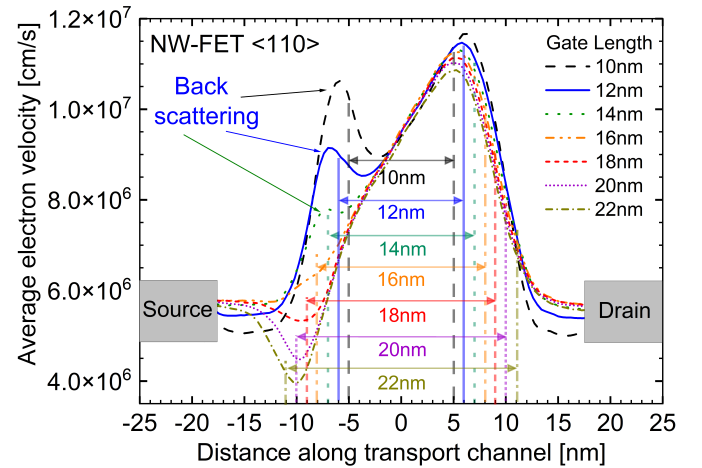 1.2×10⁷
1.0×10⁷
8.0×10⁶
6.0×10⁶
4.0×10⁶
Average electron velocity [cm/s]
NW-FET <110>
Back
scattering
Gate Length
10nm
12nm
14nm
16nm
18nm
20nm
22nm
10nm
12nm
14nm
16nm
18nm
20nm
22nm
Source
Drain
-25 -20 -15 -10 -5 0 5 10 15 20 25
Distance along transport channel [nm]